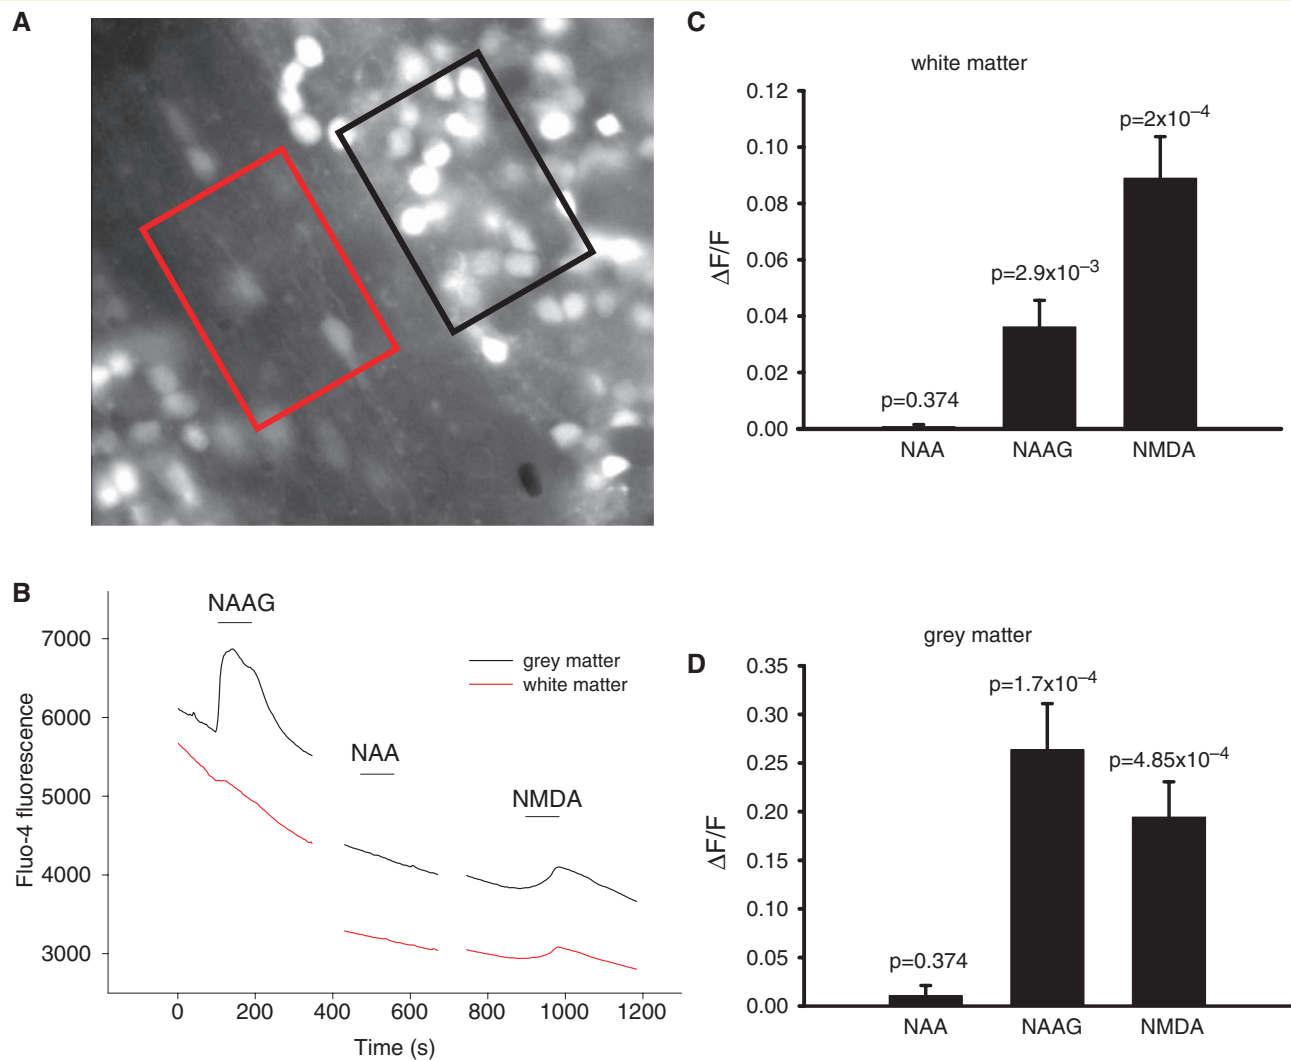 A
B
NAAG
NAA
NMDA
grey matter
white matter
7000
6000
5000
4000
3000
Fluo-4 fluorescence
0 200 400 600 800 1000 1200
Time (s)
C
white matter
0.12
0.10
0.08
0.06
0.04
0.02
0.00
ΔF/F
p=0.374
p=2.9x10⁻³
p=2x10⁻⁴
NAA NAAG NMDA
D
grey matter
0.35
0.30
0.25
0.20
0.15
0.10
0.05
0.00
ΔF/F
p=0.374
p=1.7x10⁻⁴
p=4.85x10⁻⁴
NAA NAAG NMDA